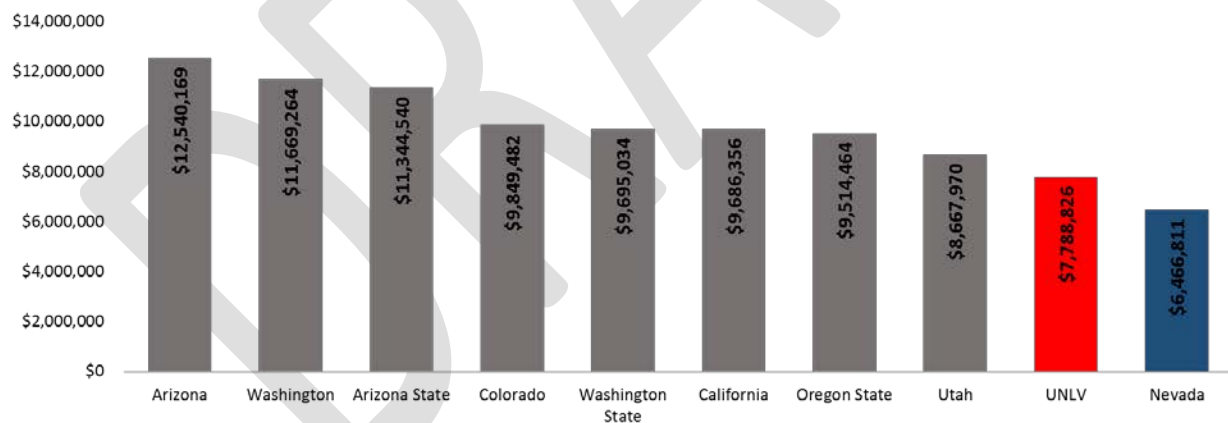 $14,000,000
$12,000,000
$10,000,000
$8,000,000
$6,000,000
$4,000,000
$2,000,000
$0
$12,540,169
$11,669,264
$11,344,540
$9,849,482
$9,695,034
$9,686,356
$9,514,464
$8,667,970
$7,788,826
$6,466,811
Arizona
Washington
Arizona State
Colorado
Washington
State
California
Oregon State
Utah
UNLV
Nevada